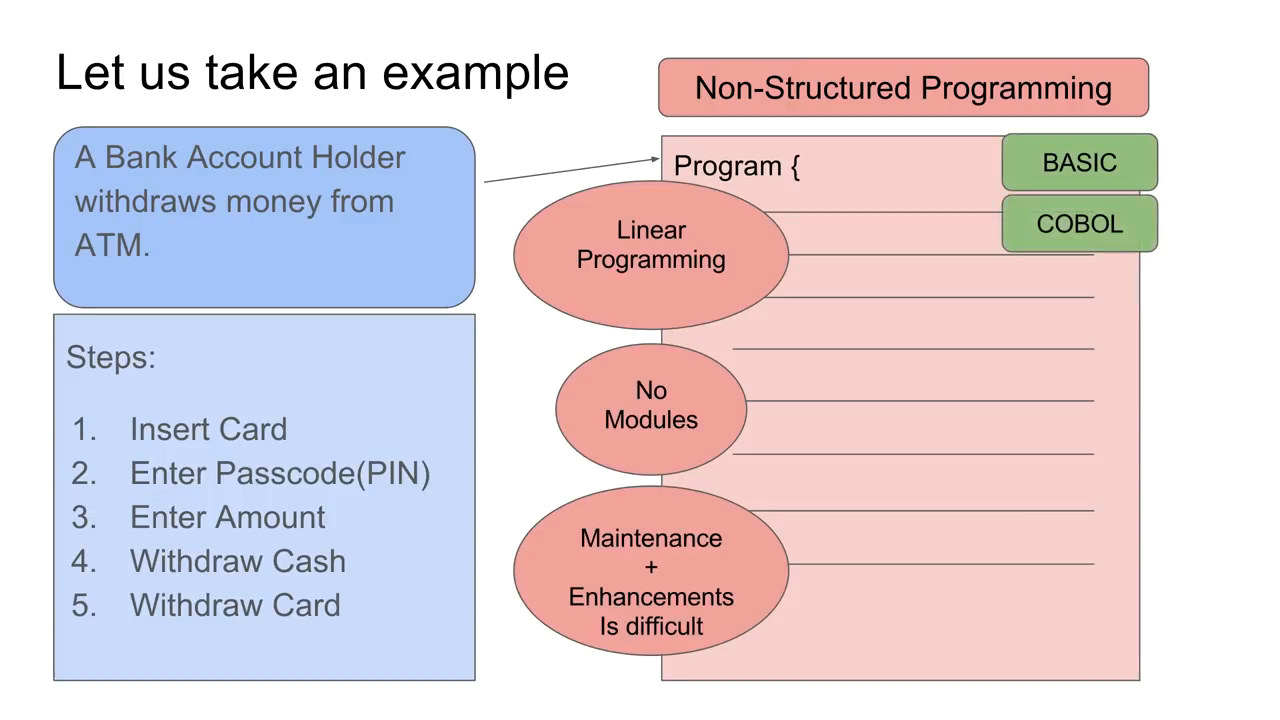 Let us take an example
A Bank Account Holder
withdraws money from
ATM.
Steps:
1. Insert Card
2. Enter Passcode(PIN)
3. Enter Amount
4. Withdraw Cash
5. Withdraw Card
Non-Structured Programming
Program {
BASIC
COBOL
Linear
Programming
No
Modules
Maintenance
+
Enhancements
Is difficult